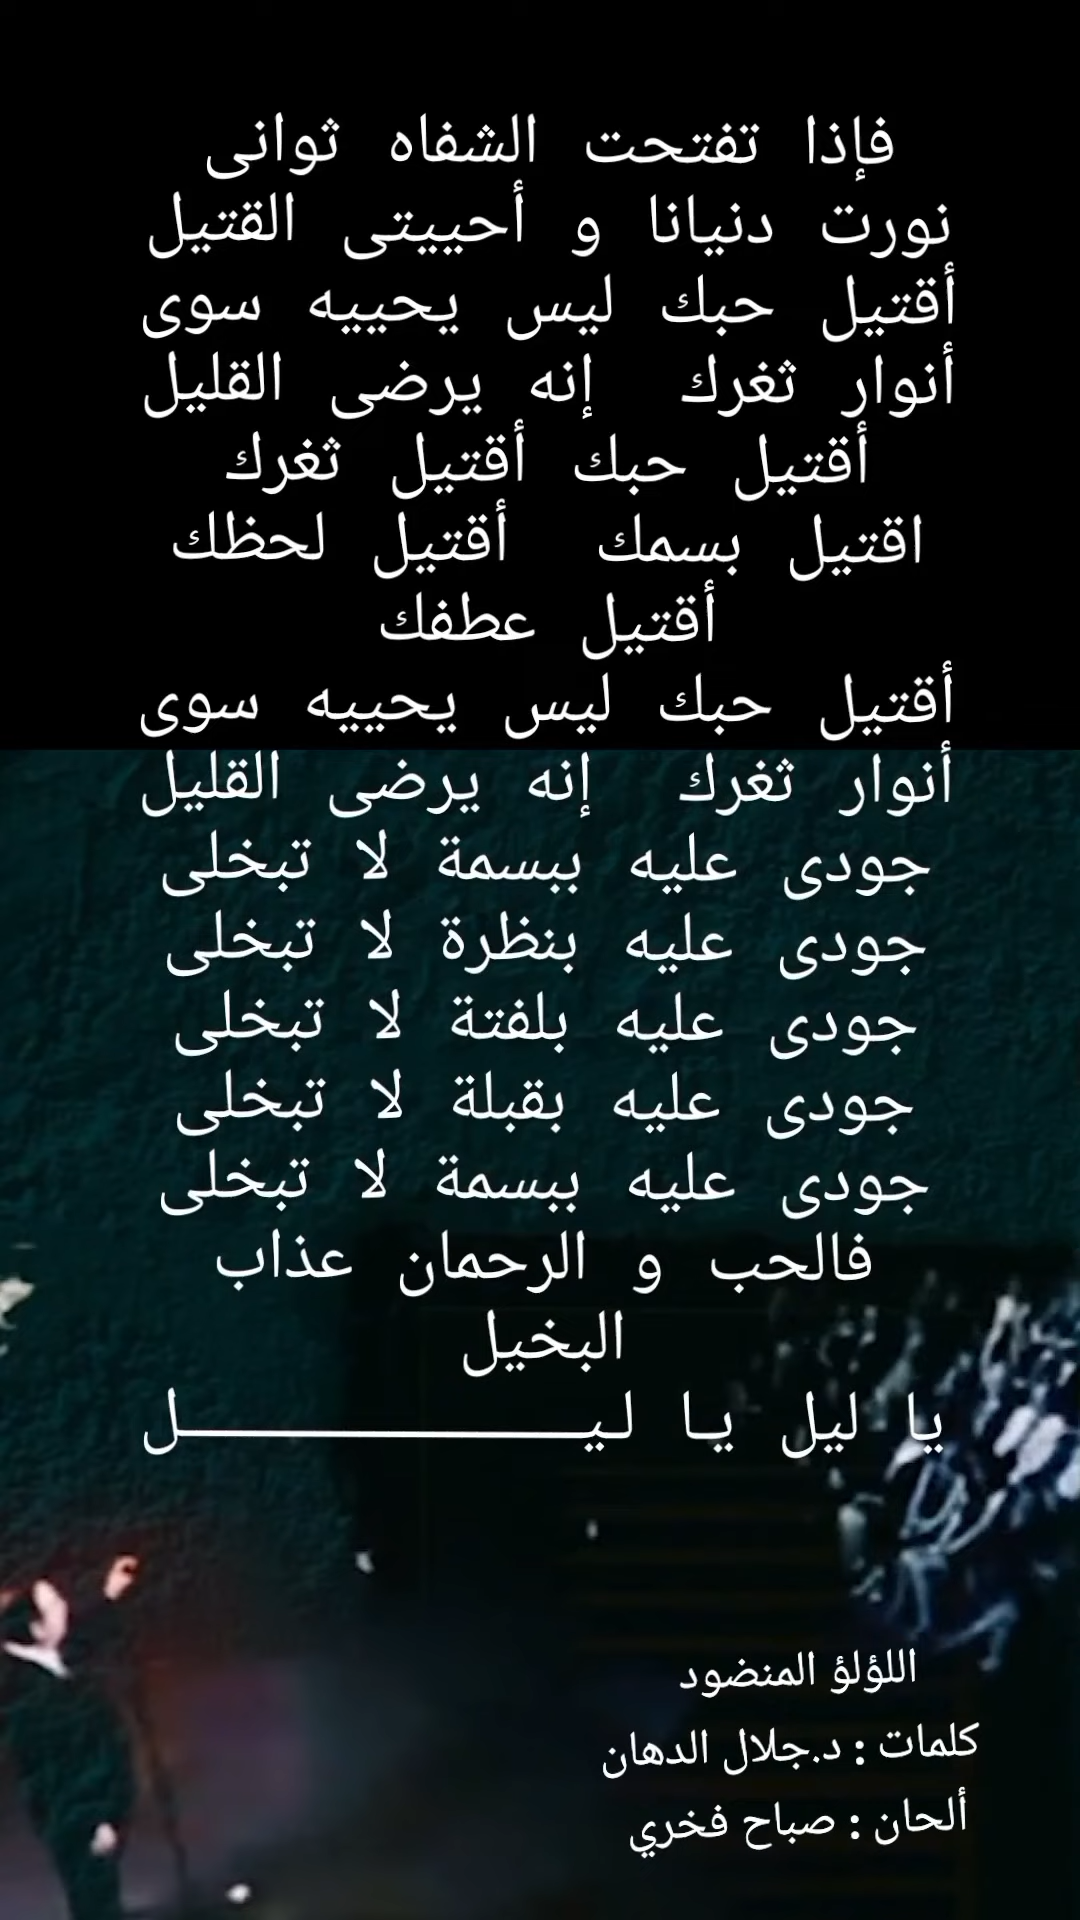 فإذا تفتحت الشفاه ثوانى
نورت دنيانا و أحييتى القتيل
أقتيل حبك ليس يحييه سوى
أنوار ثغرك إنه يرضى القليل
أقتيل حبك أقتيل ثغرك
اقتيل بسمك أقتيل لحظك
أقتيل عطفك
أقتيل حبك ليس يحييه سوى
أنوار ثغرك إنه يرضى القليل
جودى عليه ببسمة لا تبخلى
جودى عليه بنظرة لا تبخلى
جودى عليه بلفتة لا تبخلى
جودى عليه بقبلة لا تبخلى
جودى عليه ببسمة لا تبخلى
فالحب و الرحمان عذاب
البخيل
يا ليل يا ليـــــــــــــــــل
اللؤلؤ المنضود
كلمات : د.جلال الدهان
ألحان : صباح فخري